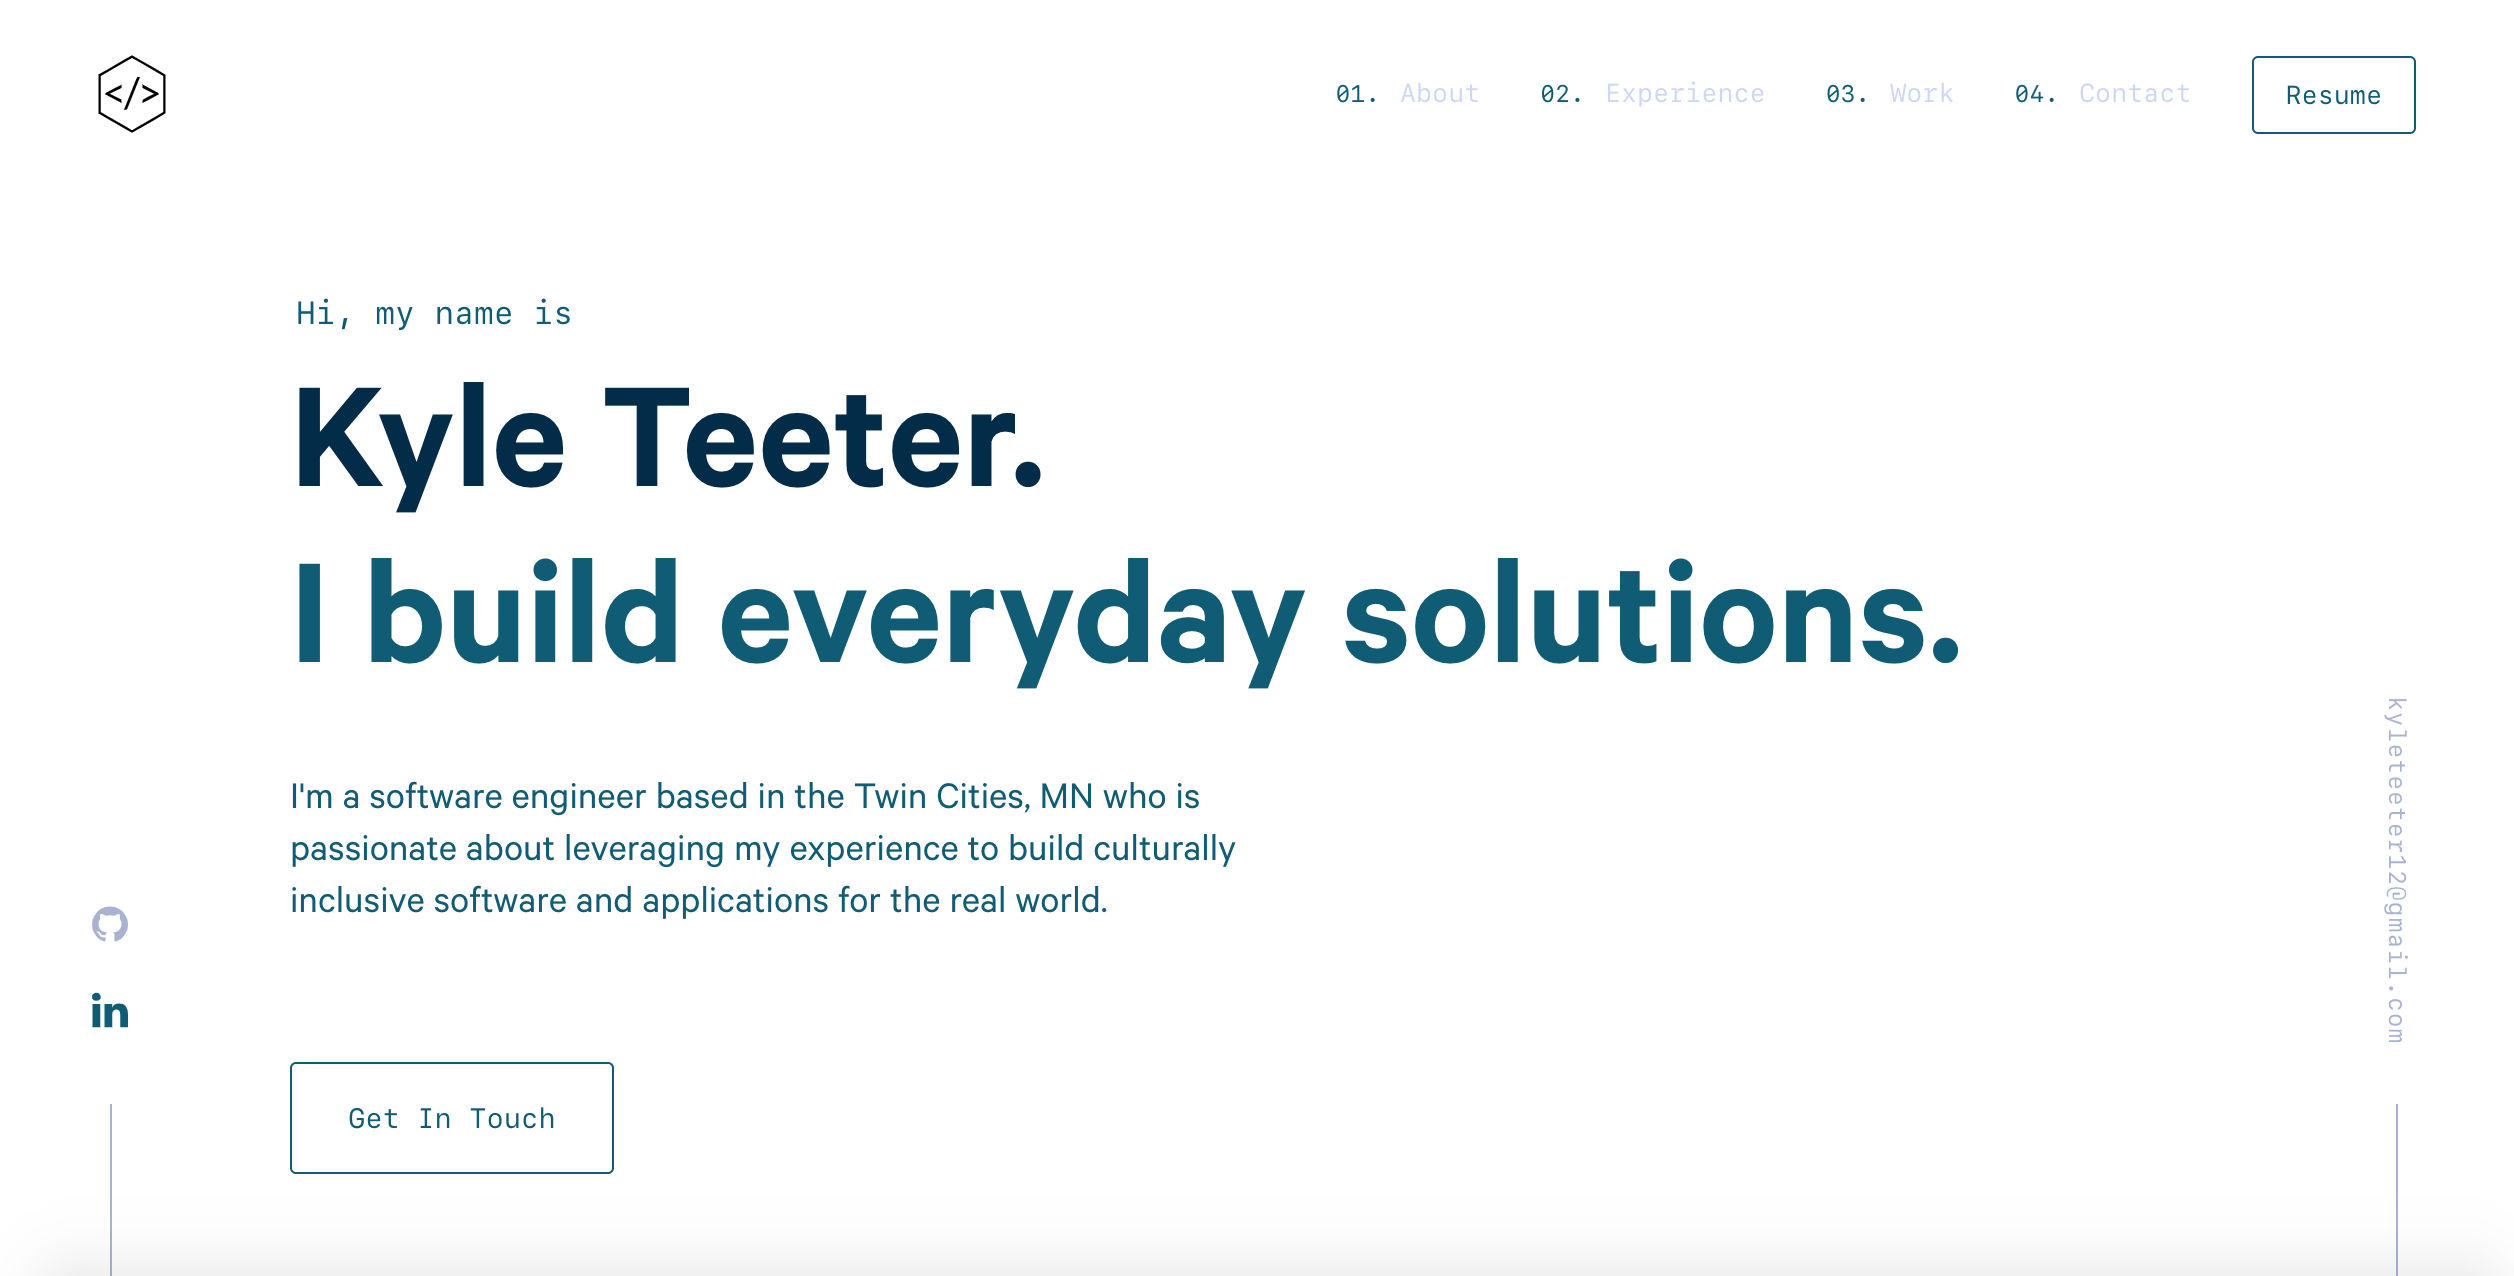 </>
01. About 02. Experience 03. Work 04. Contact Resume
Hi, my name is
Kyle Teeter.
I build everyday solutions.
I'm a software engineer based in the Twin Cities, MN who is
passionate about leveraging my experience to build culturally
inclusive software and applications for the real world.
in
Get In Touch
kyleteeter12@gmail.com